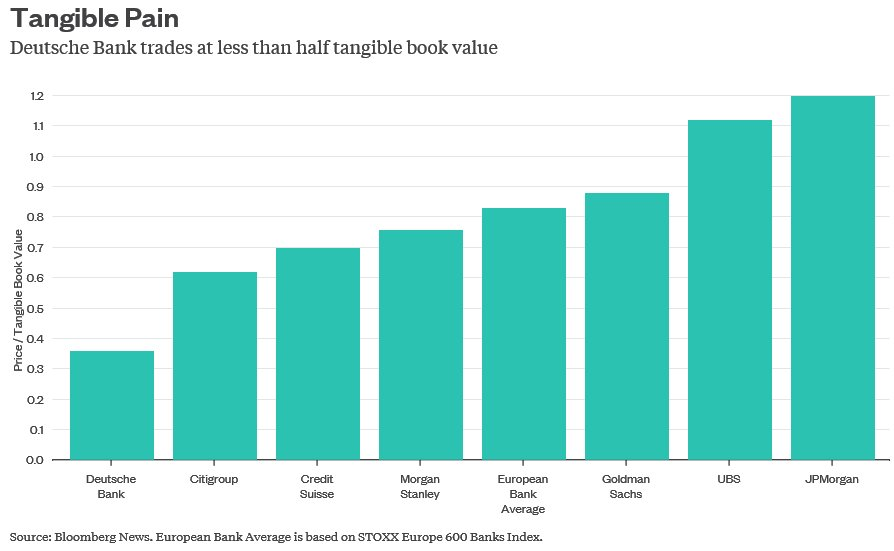 Tangible Pain
Deutsche Bank trades at less than half tangible book value
Price / Tangible Book Value
1.2
1.1
1.0
0.9
0.8
0.7
0.6
0.5
0.4
0.3
0.2
0.1
0.0
Deutsche
Bank
Citigroup
Credit
Suisse
Morgan
Stanley
European
Bank
Average
Goldman
Sachs
UBS
JPMorgan
Source: Bloomberg News. European Bank Average is based on STOXX Europe 600 Banks Index.